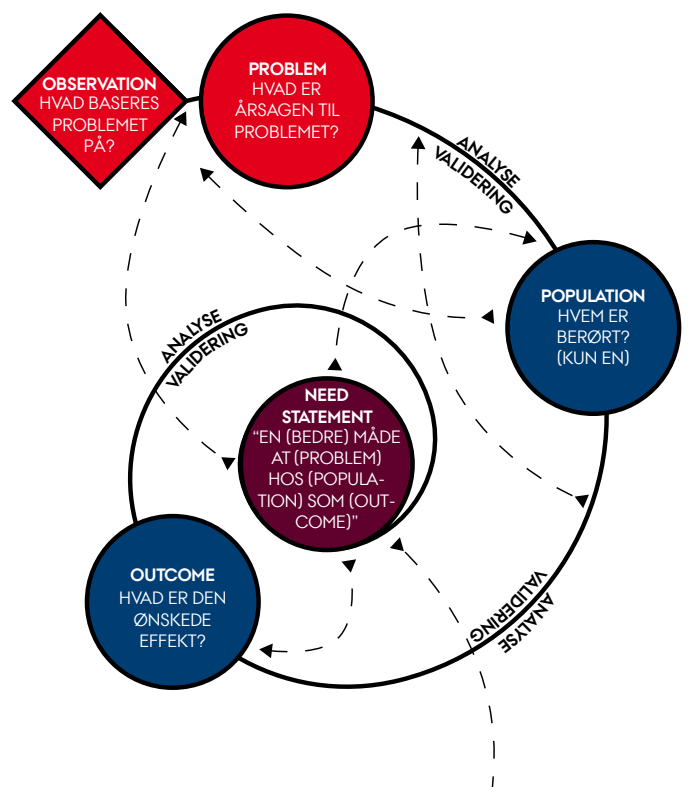 OBSERVATION
HVAD BASERES
PROBLEMET
PÅ?
PROBLEM
HVAD ER
ÅRSAGEN TIL
PROBLEMET?
ANALYSE
VALIDERING
POPULATION
HVEM ER
BERØRT?
(KUN EN)
ANALYSE
VALIDERING
NEED
STATEMENT
“EN (BEDRE) MÅDE
AT (PROBLEM)
HOS (POPULA-
TION) SOM (OUT-
COME)”
OUTCOME
HVAD ER DEN
ØNSKEDE
EFFEKT?
VALIDERING
ANALYSE